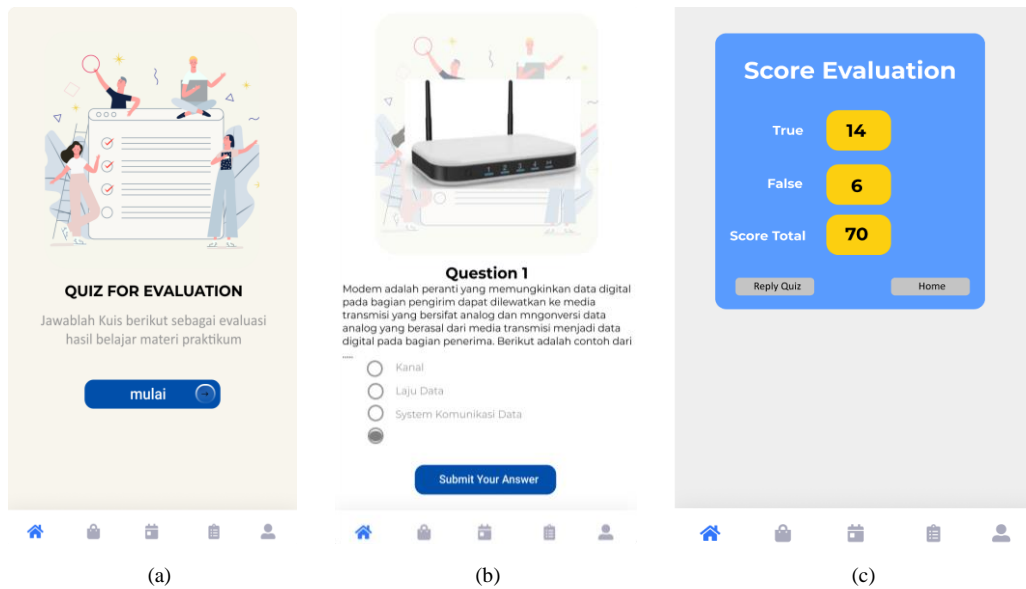 QUIZ FOR EVALUATION
Jawablah Kuis berikut sebagai evaluasi
hasil belajar materi praktikum
mulai
(a)
Question 1
Modem adalah peranti yang memungkinkan data digital
pada bagian pengirim dapat dilewatkan ke media
transmisi yang bersifat analog dan mngonversi data
analog yang berasal dari media transmisi menjadi data
digital pada bagian penerima. Berikut adalah contoh dari
....
Kanal
Laju Data
System Komunikasi Data
Submit Your Answer
(b)
Score Evaluation
True 14
False 6
Score Total 70
Reply Quiz Home
(c)